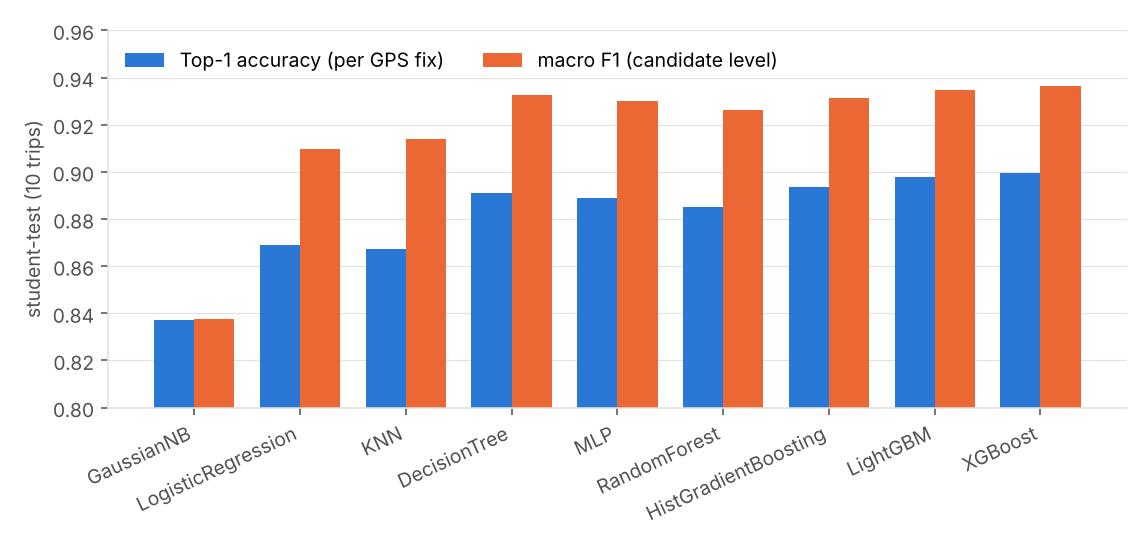 Top-1 accuracy (per GPS fix)
macro F1 (candidate level)
student-test (10 trips)
0.96
0.94
0.92
0.90
0.88
0.86
0.84
0.82
0.80
GaussianNB
LogisticRegression
KNN
DecisionTree
MLP
RandomForest
HistGradientBoosting
LightGBM
XGBoost